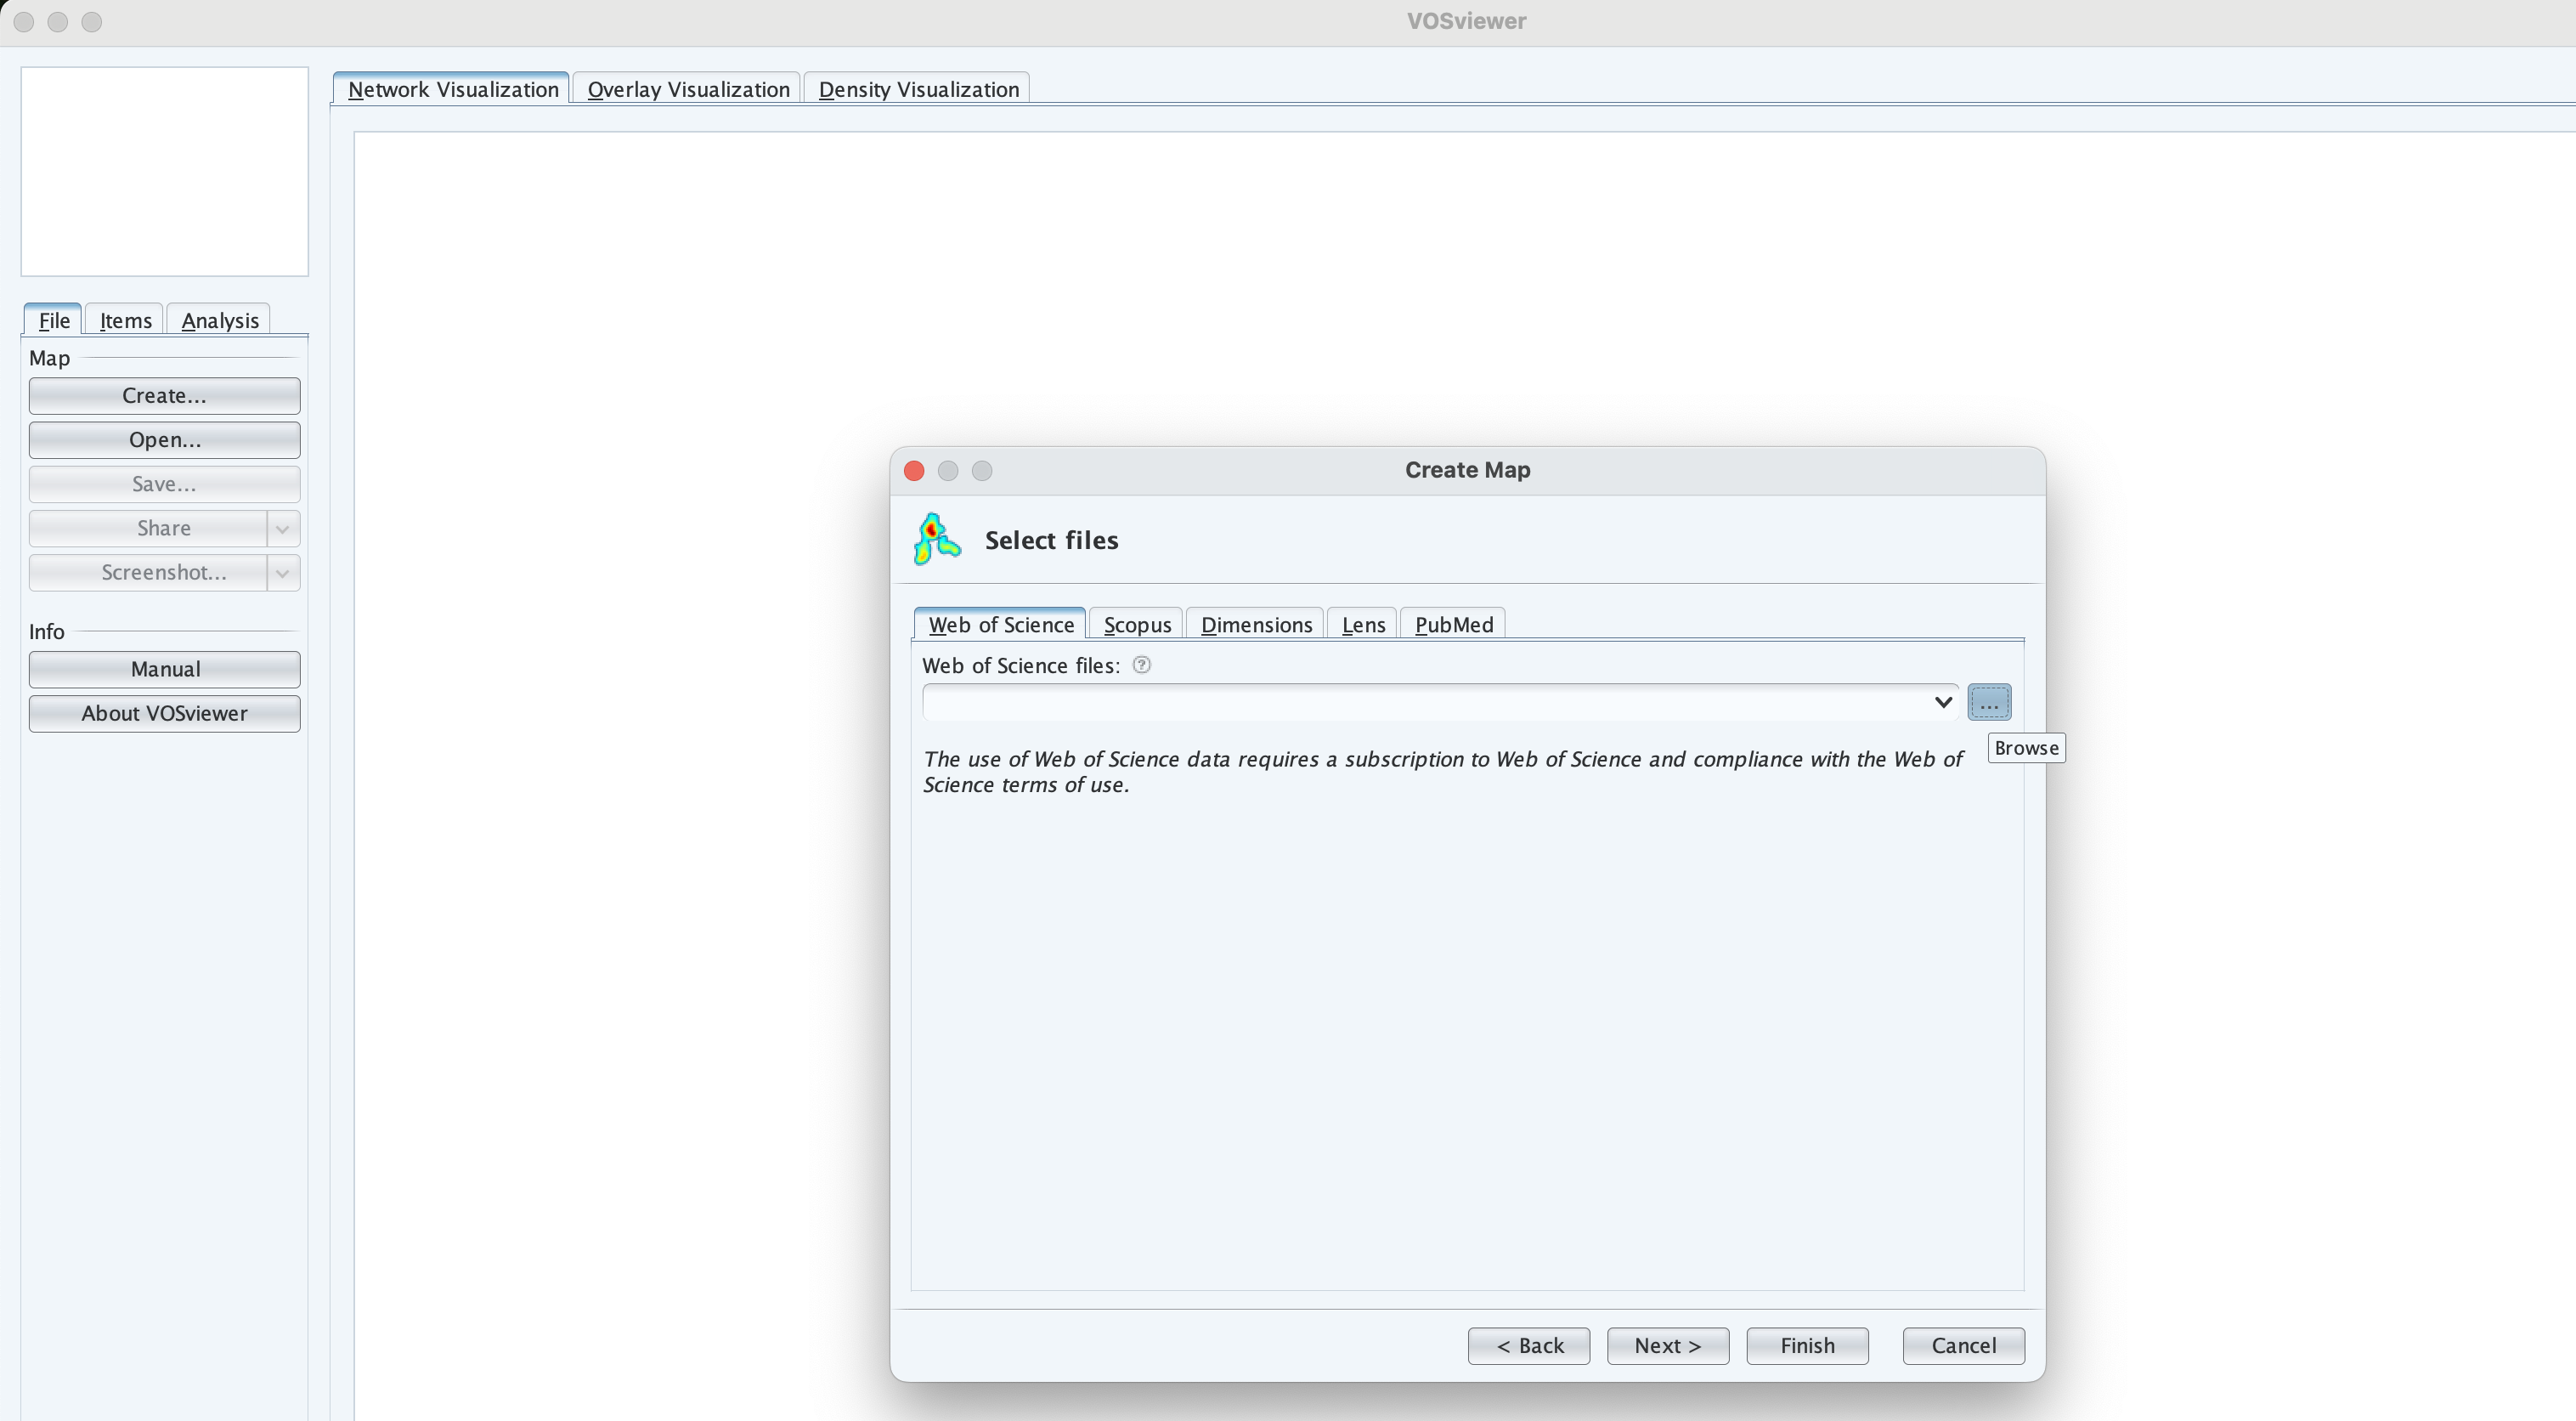 VOSviewer
Network Visualization
Overlay Visualization
Density Visualization
File
Items
Analysis
Map
Create...
Open...
Save...
Share
Screenshot...
Info
Manual
About VOSviewer
Create Map
Select files
Web of Science
Scopus
Dimensions
Lens
PubMed
Web of Science files: ?
...
Browse
The use of Web of Science data requires a subscription to Web of Science and compliance with the Web of
Science terms of use.
< Back
Next >
Finish
Cancel